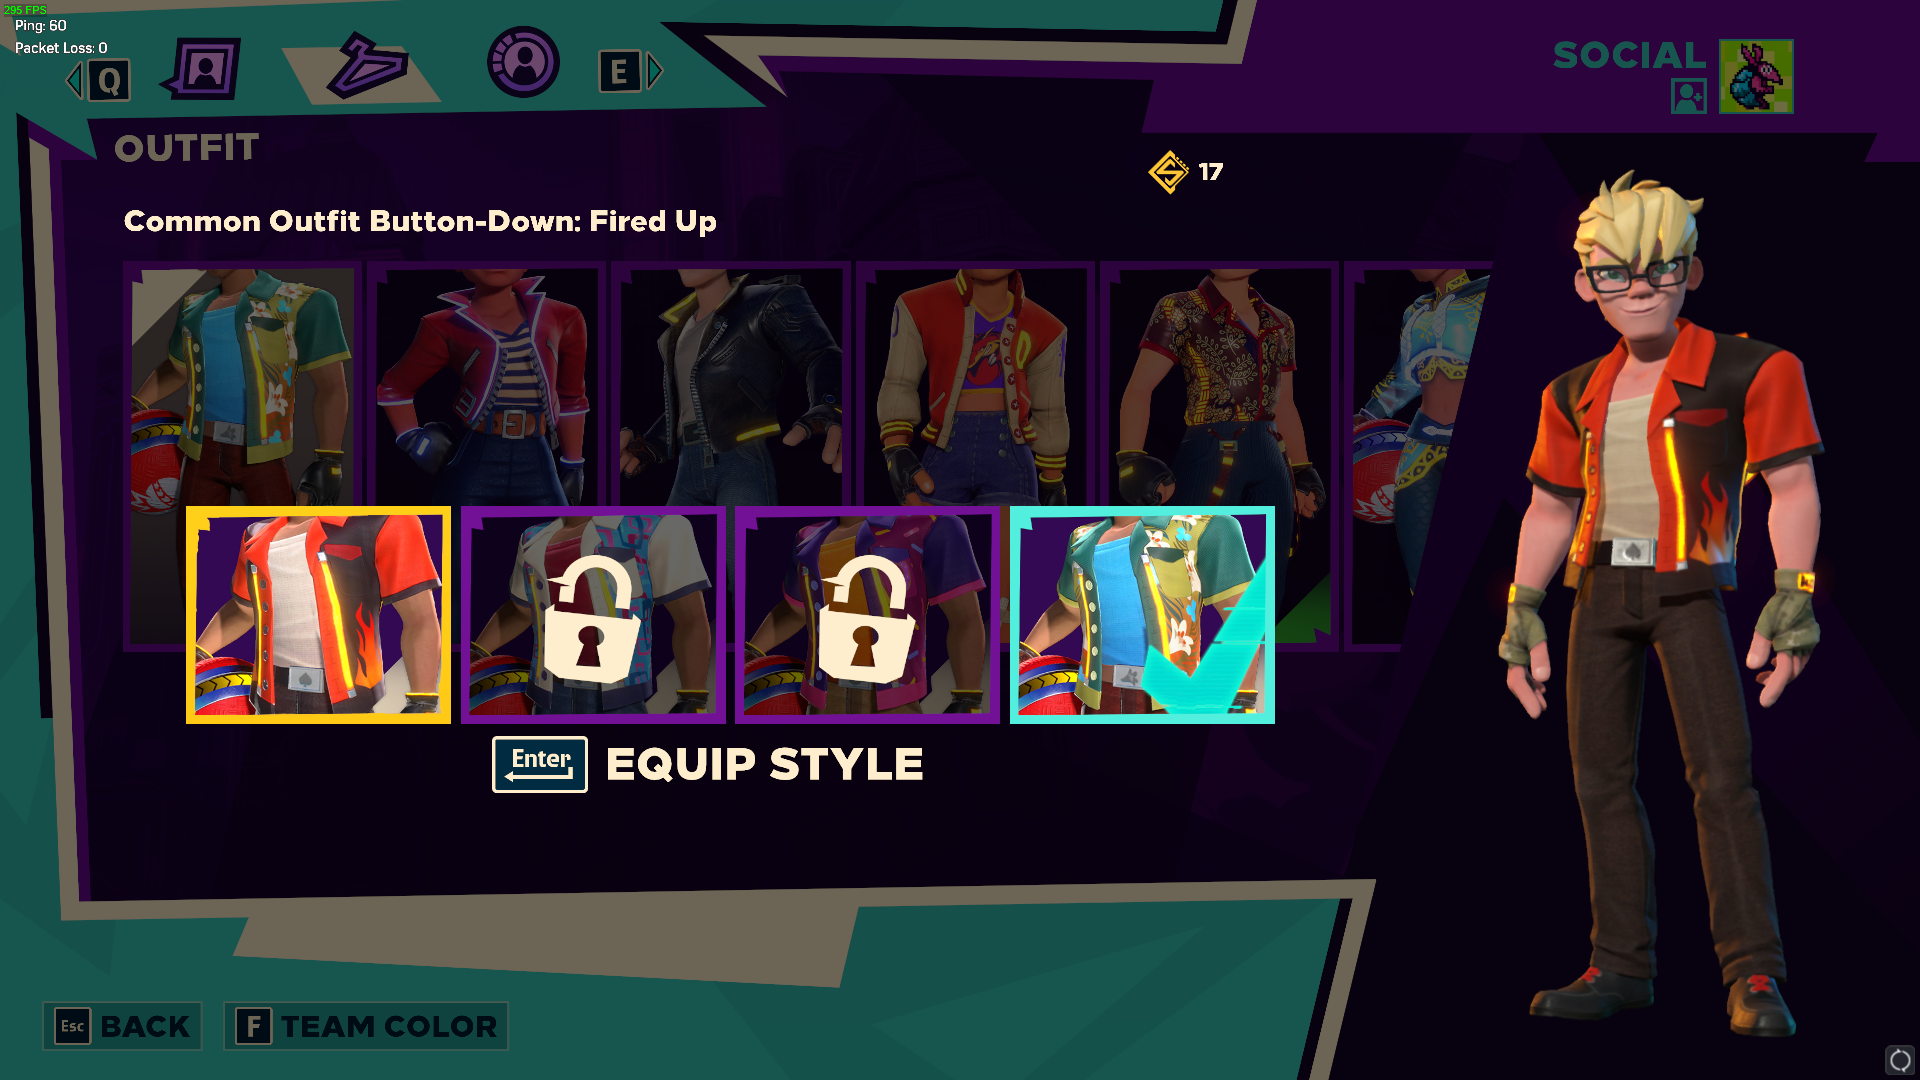 295 FPS
Ping: 60
Packet Loss: 0
Q
E
SOCIAL
OUTFIT
17
Common Outfit Button-Down: Fired Up
Enter EQUIP STYLE
Esc BACK
F TEAM COLOR